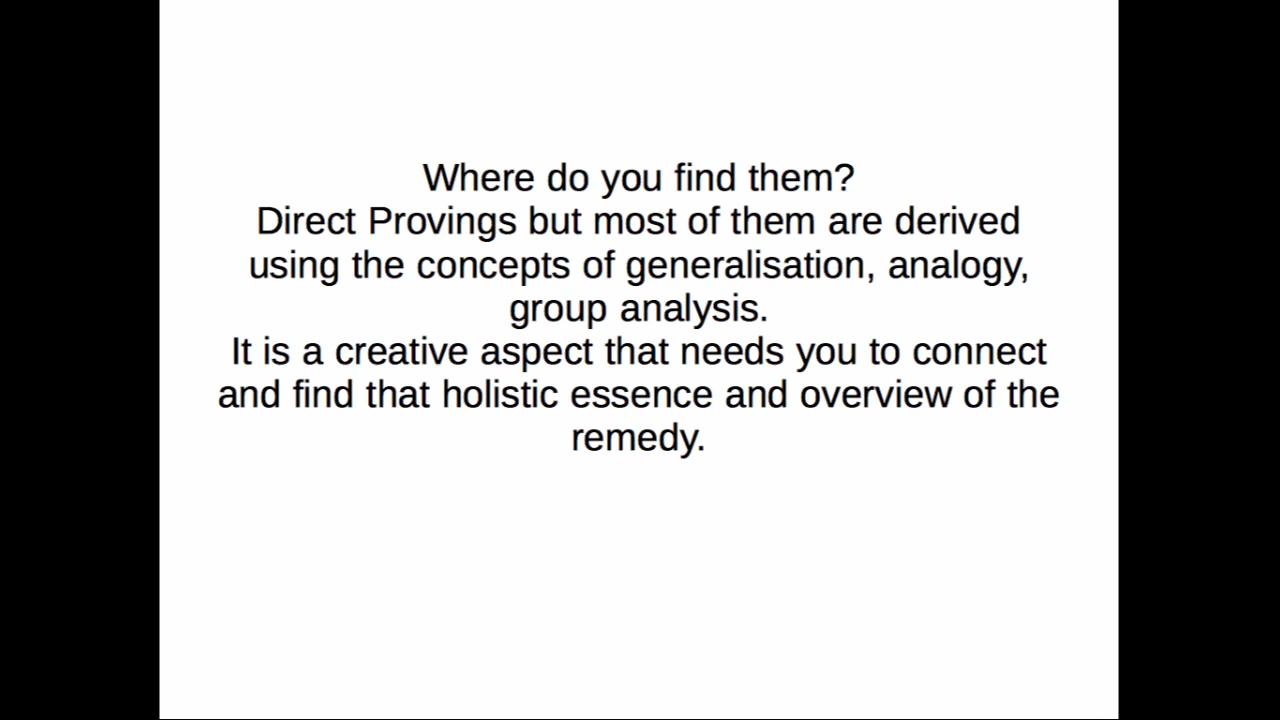 Where do you find them?
Direct Provings but most of them are derived
using the concepts of generalisation, analogy,
group analysis.
It is a creative aspect that needs you to connect
and find that holistic essence and overview of the
remedy.